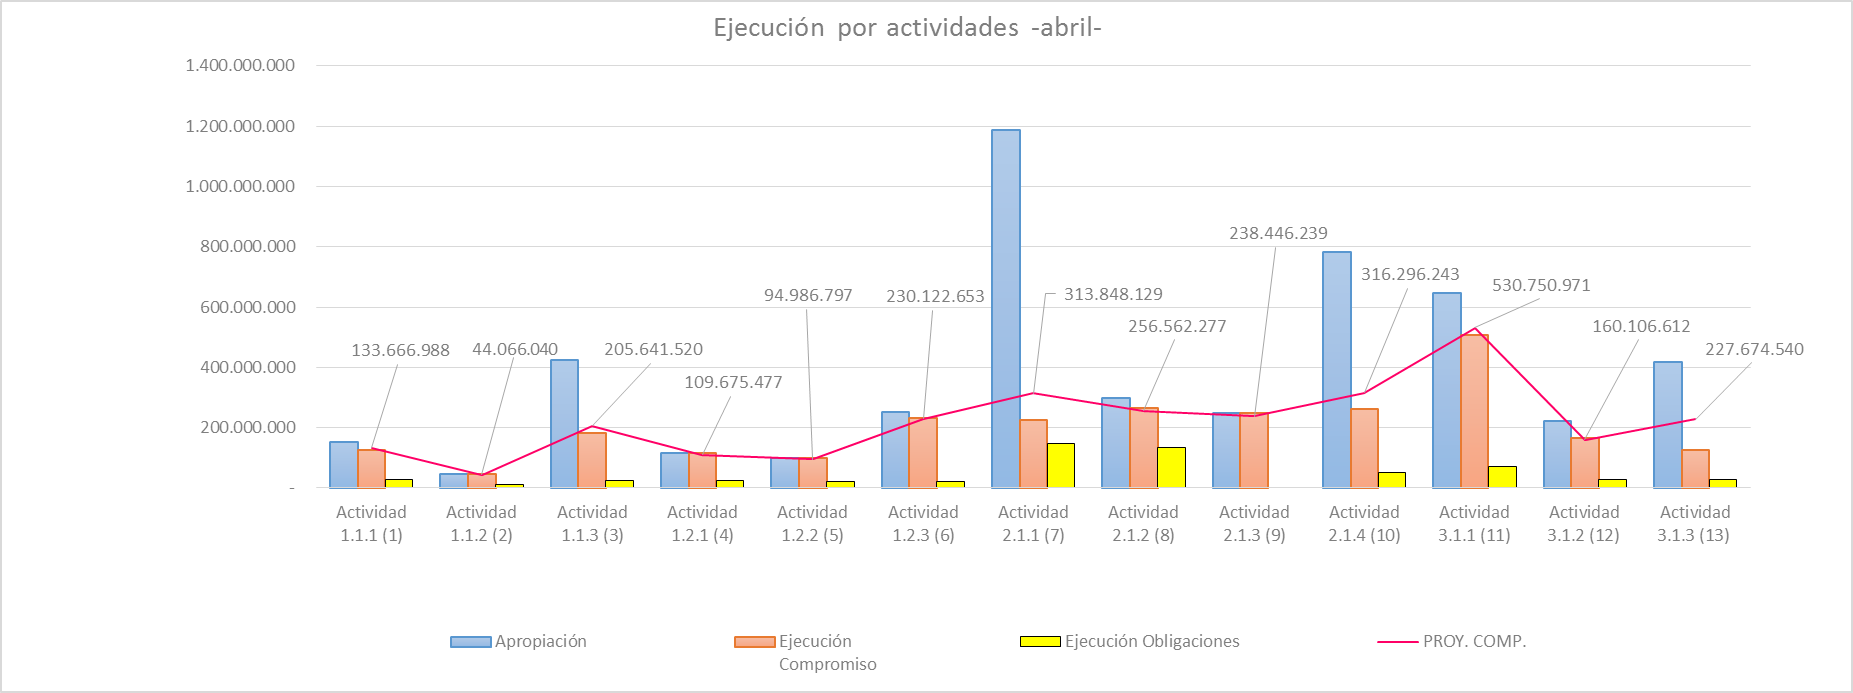 Ejecución por actividades -abril-
1.400.000.000
1.200.000.000
1.000.000.000
800.000.000
600.000.000
400.000.000
200.000.000
-
133.666.988
44.066.040
205.641.520
109.675.477
94.986.797
230.122.653
313.848.129
256.562.277
238.446.239
316.296.243
530.750.971
160.106.612
227.674.540
Actividad
1.1.1 (1)
Actividad
1.1.2 (2)
Actividad
1.1.3 (3)
Actividad
1.2.1 (4)
Actividad
1.2.2 (5)
Actividad
1.2.3 (6)
Actividad
2.1.1 (7)
Actividad
2.1.2 (8)
Actividad
2.1.3 (9)
Actividad
2.1.4 (10)
Actividad
3.1.1 (11)
Actividad
3.1.2 (12)
Actividad
3.1.3 (13)
Apropiación
Ejecución
Compromiso
Ejecución Obligaciones
PROY. COMP.